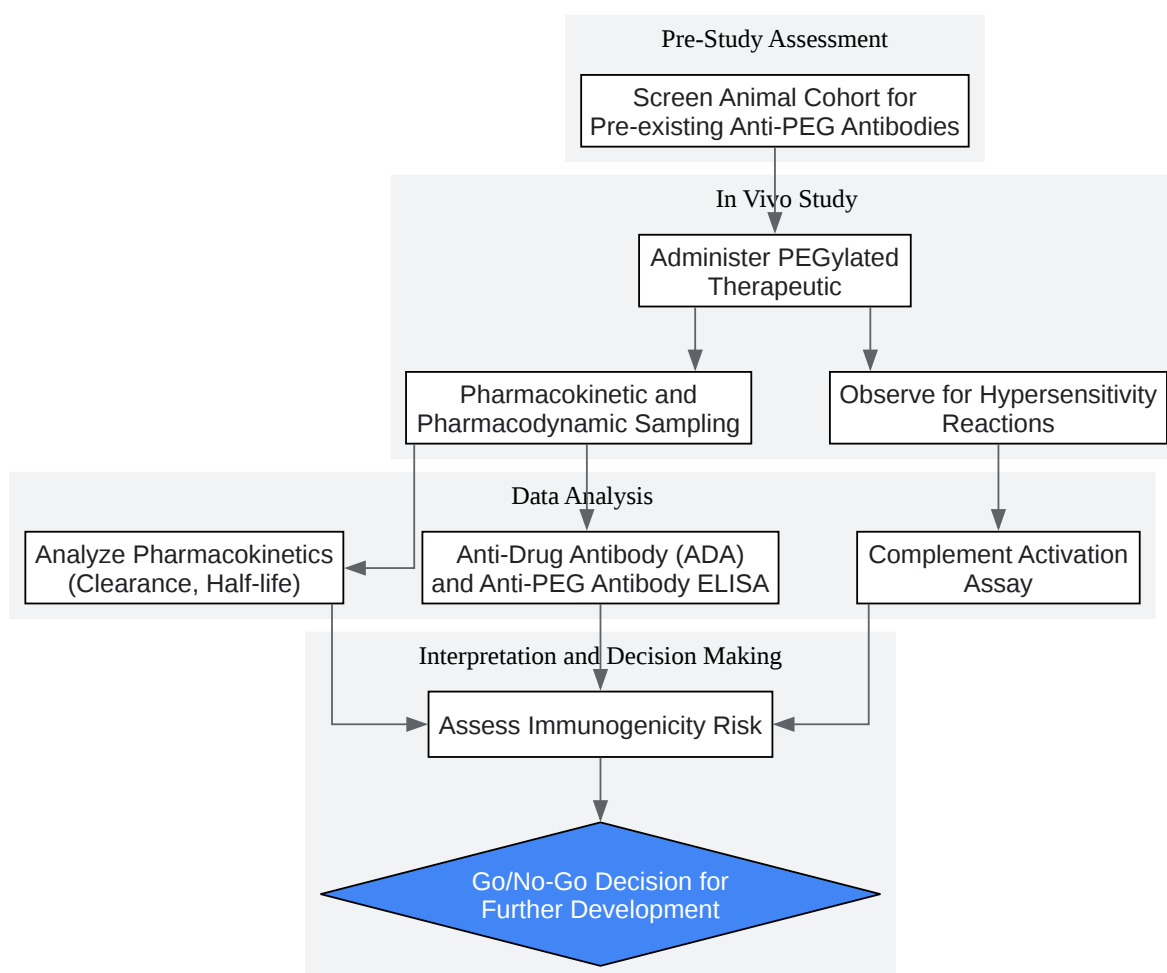 Pre-Study Assessment
Screen Animal Cohort for
Pre-existing Anti-PEG Antibodies
In Vivo Study
Administer PEGylated
Therapeutic
Pharmacokinetic and
Pharmacodynamic Sampling
Observe for Hypersensitivity
Reactions
Data Analysis
Analyze Pharmacokinetics
(Clearance, Half-life)
Anti-Drug Antibody (ADA)
and Anti-PEG Antibody ELISA
Complement Activation
Assay
Interpretation and Decision Making
Assess Immunogenicity Risk
Go/No-Go Decision for
Further Development